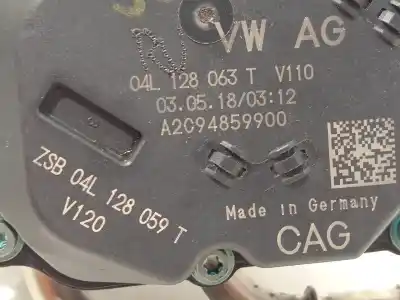 VW AG
04L 128 063 T V110
03.05.18/03:12
A2C94859900
ZSB 04L 128 059 T
V120
Made in Germany
CAG